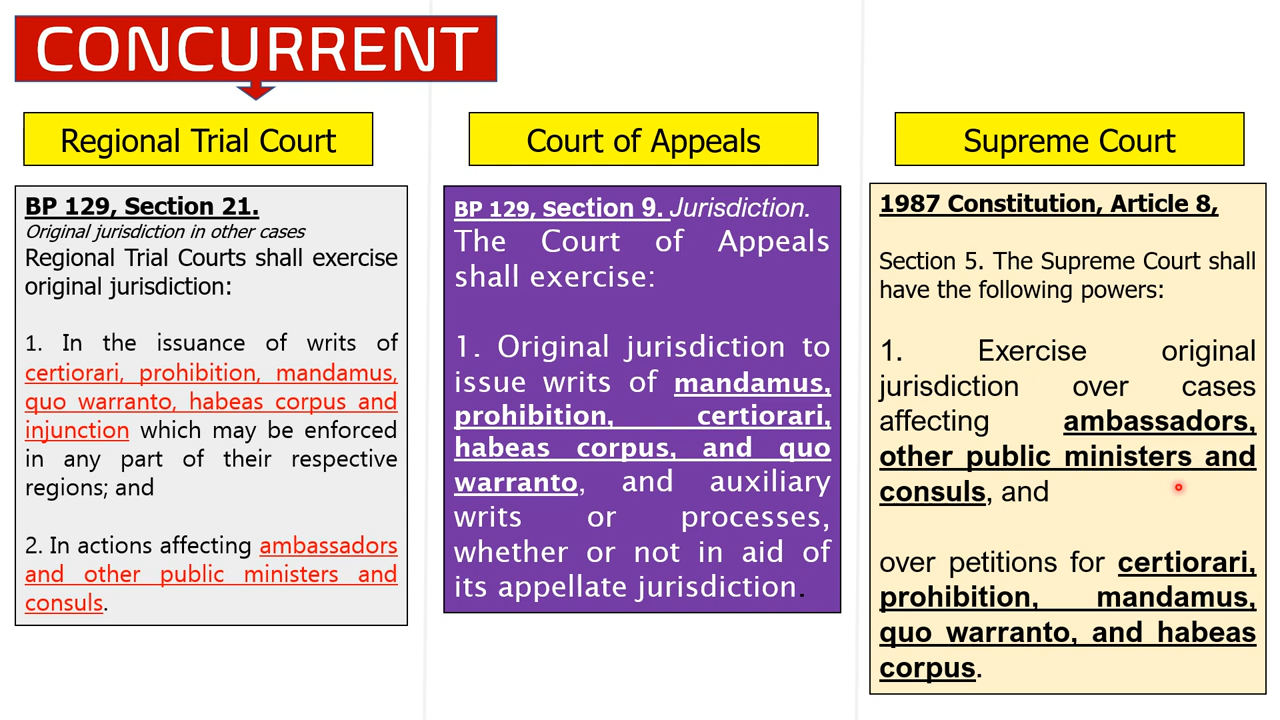 CONCURRENT
Regional Trial Court
BP 129, Section 21.
Original jurisdiction in other cases
Regional Trial Courts shall exercise
original jurisdiction:
1. In the issuance of writs of
certiorari, prohibition, mandamus,
quo warranto, habeas corpus and
injunction which may be enforced
in any part of their respective
regions; and
2. In actions affecting ambassadors
and other public ministers and
consuls.
Court of Appeals
BP 129, Section 9. Jurisdiction.
The Court of Appeals
shall exercise:
1. Original jurisdiction to
issue writs of mandamus,
prohibition, certiorari,
habeas corpus, and quo
warranto, and auxiliary
writs or processes,
whether or not in aid of
its appellate jurisdiction.
Supreme Court
1987 Constitution, Article 8,
Section 5. The Supreme Court shall
have the following powers:
1. Exercise original
jurisdiction over cases
affecting ambassadors,
other public ministers and
consuls, and
over petitions for certiorari,
prohibition, mandamus,
quo warranto, and habeas
corpus.